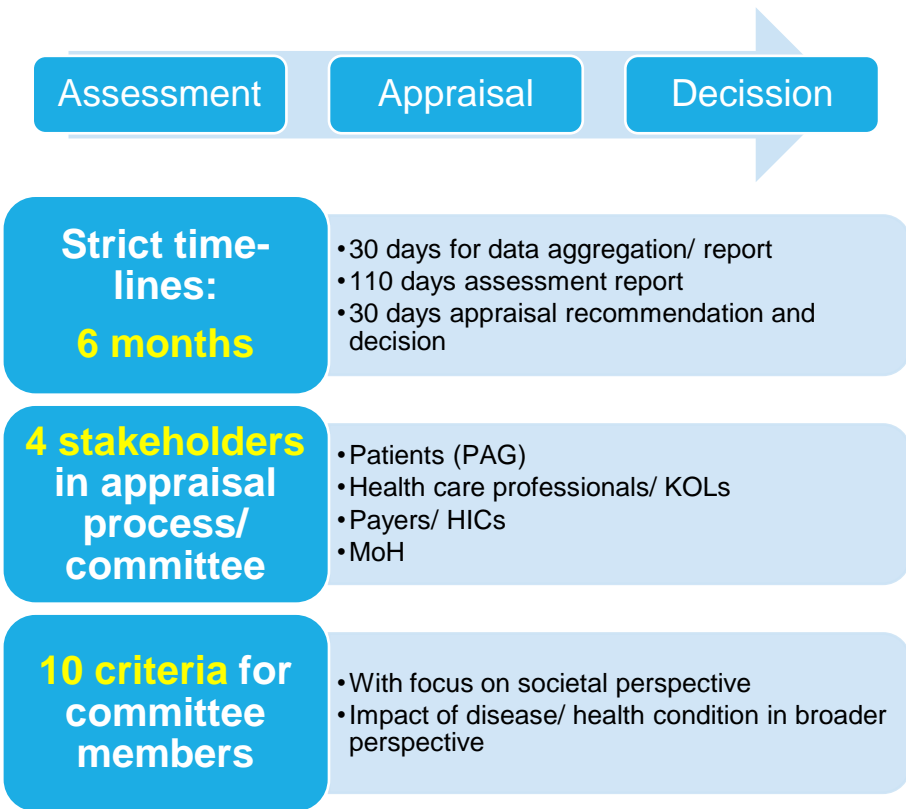 Assessment
Appraisal
Decission
Strict time-
lines:
6 months
•30 days for data aggregation/ report
•110 days assessment report
•30 days appraisal recommendation and
decision
4 stakeholders
in appraisal
process/
committee
•Patients (PAG)
•Health care professionals/ KOLs
•Payers/ HICs
•MoH
10 criteria for
committee
members
•With focus on societal perspective
•Impact of disease/ health condition in broader
perspective